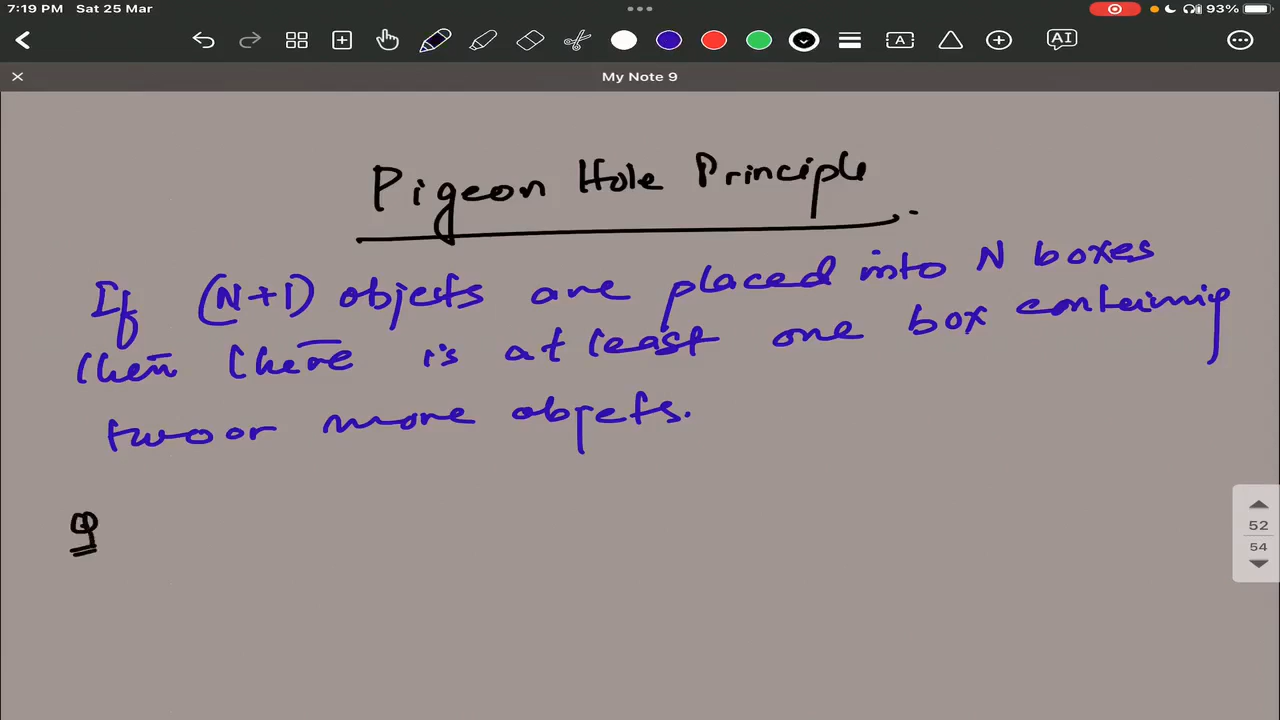 7:19 PM Sat 25 Mar
93%
A
AI
My Note 9
Pigeon Hole Principle
If (N+1) objects are placed into N boxes
then there is at least one box containing
two or more objects.
Q
52
54